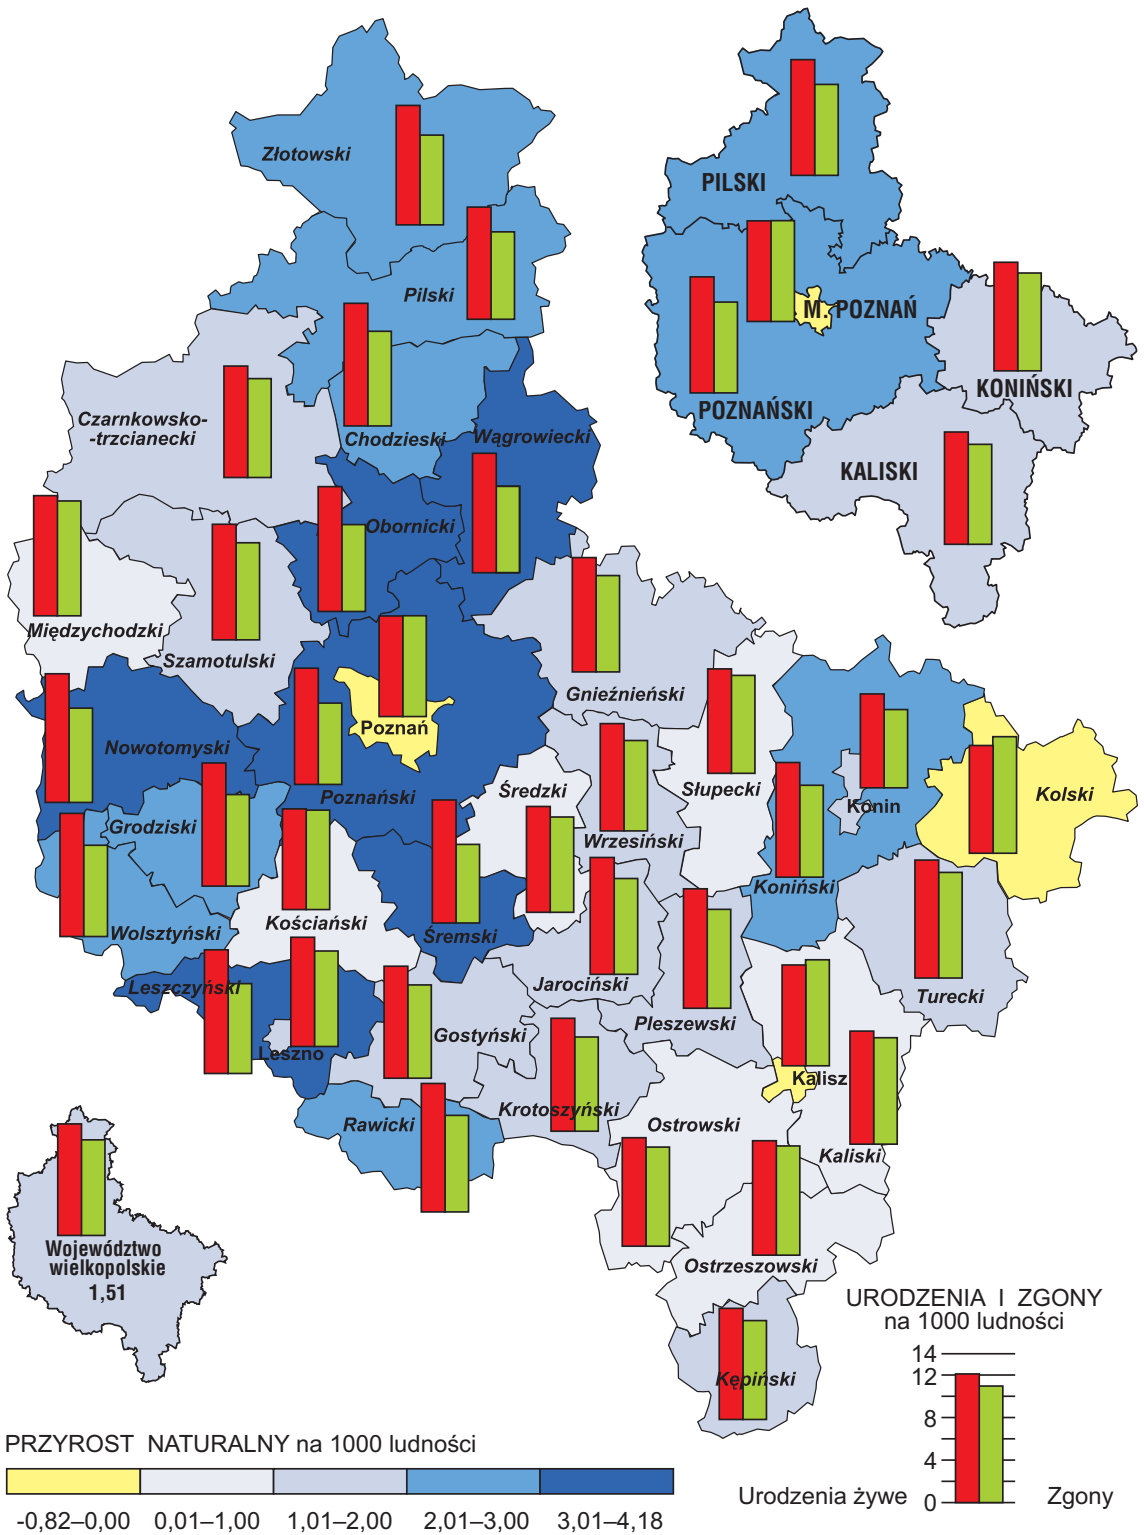 Złotowski
PILSKI
Pilski
M. POZNAŃ
KONIŃSKI
POZNAŃSKI
Czarnkowsko-
-trzcianecki
Chodzieski
Wągrowiecki
KALISKI
Obornicki
Międzychodzki
Szamotulski
Gnieźnieński
Poznań
Nowotomyski
Poznański
Średzki
Słupecki
Konin
Kolski
Grodziski
Wrzesiński
Koniński
Kościański
Wolsztyński
Śremski
Leszczyński
Jarociński
Turecki
Pleszewski
Gostyński
Leszno
Kalisz
Krotoszyński
Rawicki
Ostrowski
Kaliski
Województwo
wielkopolskie
1,51
Ostrzeszowski
Kępiński
URODZENIA I ZGONY
na 1000 ludności
14
12
8
4
0
Urodzenia żywe
Zgony
PRZYROST NATURALNY na 1000 ludności
-0,82–0,00 0,01–1,00 1,01–2,00 2,01–3,00 3,01–4,18